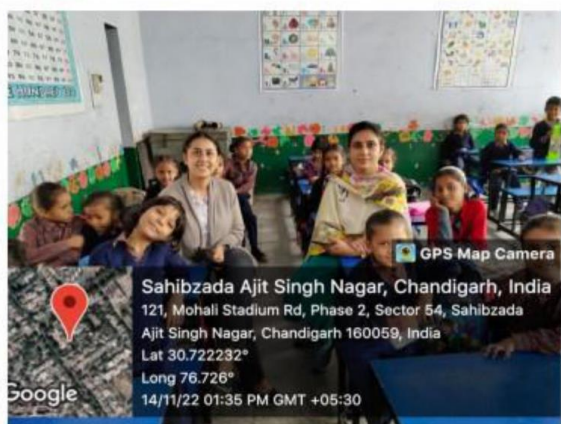 GPS Map Camera
Sahibzada Ajit Singh Nagar, Chandigarh, India
121, Mohali Stadium Rd, Phase 2, Sector 54, Sahibzada
Ajit Singh Nagar, Chandigarh 160059, India
Lat 30.722232°
Long 76.726°
14/11/22 01:35 PM GMT +05:30
Google